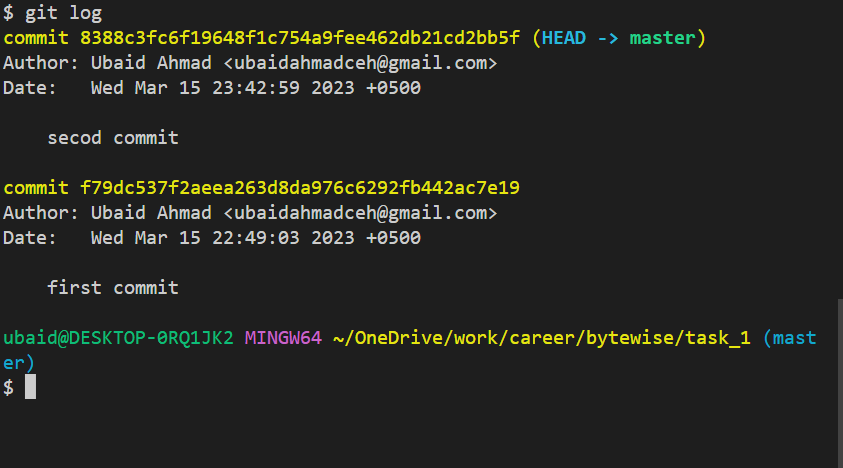 $ git log
commit 8388c3fc6f19648f1c754a9fee462db21cd2bb5f (HEAD -> master)
Author: Ubaid Ahmad <ubaidahmadceh@gmail.com>
Date:   Wed Mar 15 23:42:59 2023 +0500
    secod commit
commit f79dc537f2aeea263d8da976c6292fb442ac7e19
Author: Ubaid Ahmad <ubaidahmadceh@gmail.com>
Date:   Wed Mar 15 22:49:03 2023 +0500
    first commit
ubaid@DESKTOP-0RQ1JK2 MINGW64 ~/OneDrive/work/career/bytewise/task_1 (mast
er)
$